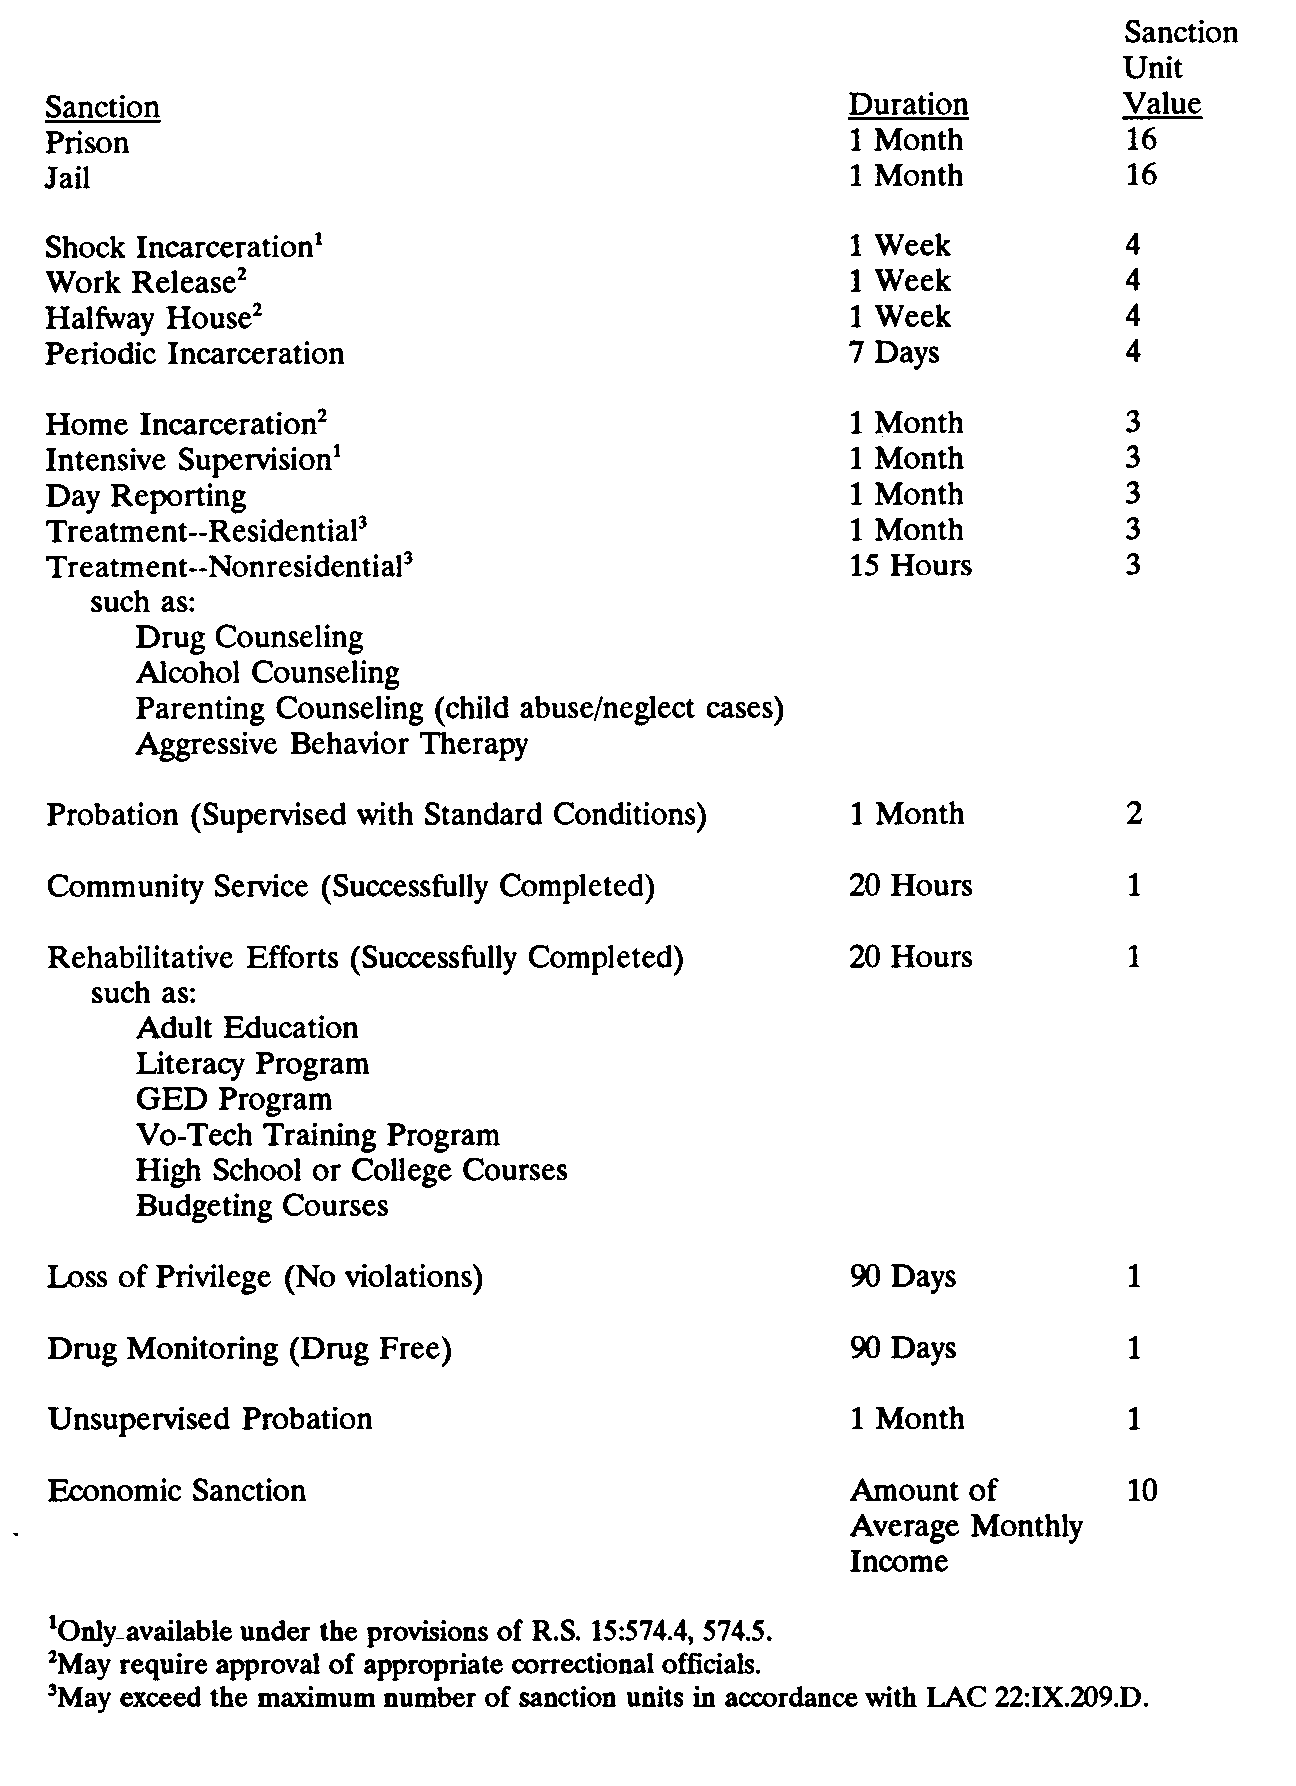 Sanction
Unit
Sanction Duration Value
Prison 1 Month 16
Jail 1 Month 16
Shock Incarceration¹ 1 Week 4
Work Release² 1 Week 4
Halfway House² 1 Week 4
Periodic Incarceration 7 Days 4
Home Incarceration² 1 Month 3
Intensive Supervision¹ 1 Month 3
Day Reporting 1 Month 3
Treatment--Residential³ 1 Month 3
Treatment--Nonresidential³ 15 Hours 3
such as:
Drug Counseling
Alcohol Counseling
Parenting Counseling (child abuse/neglect cases)
Aggressive Behavior Therapy
Probation (Supervised with Standard Conditions) 1 Month 2
Community Service (Successfully Completed) 20 Hours 1
Rehabilitative Efforts (Successfully Completed) 20 Hours 1
such as:
Adult Education
Literacy Program
GED Program
Vo-Tech Training Program
High School or College Courses
Budgeting Courses
Loss of Privilege (No violations) 90 Days 1
Drug Monitoring (Drug Free) 90 Days 1
Unsupervised Probation 1 Month 1
Economic Sanction Amount of 10
Average Monthly
Income
¹Only available under the provisions of R.S. 15:574.4, 574.5.
²May require approval of appropriate correctional officials.
³May exceed the maximum number of sanction units in accordance with LAC 22:IX.209.D.